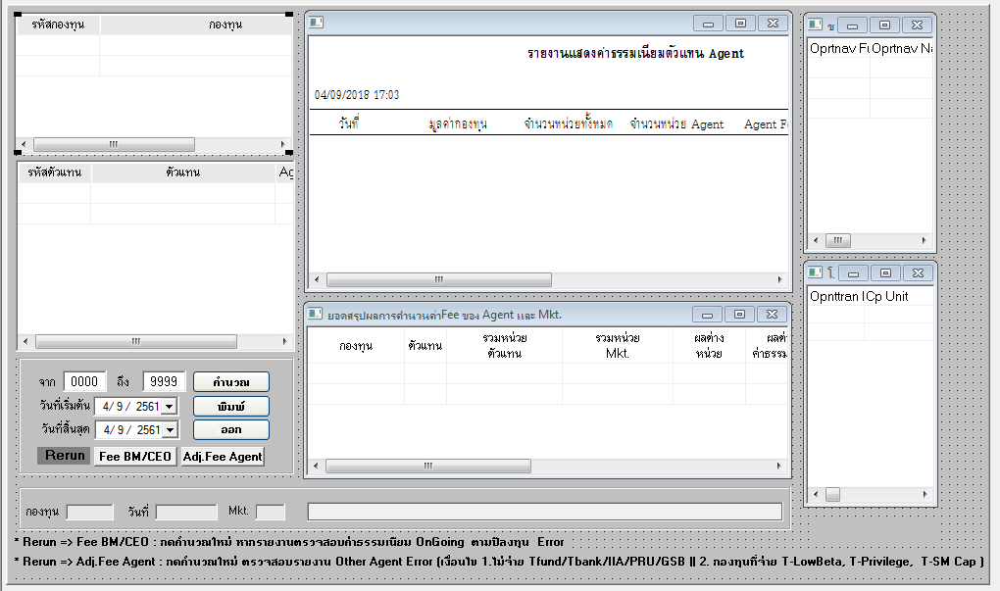 รหัสกองทุน กองทุน
รายงานแสดงค่าธรรมเนียมตัวแทน Agent
04/09/2018 17:03
วันที่ มูลค่ากองทุน จำนวนหน่วยทั้งหมด จำนวนหน่วย Agent Agent F
ช
Oprtnav Fu Oprtnav Na
รหัสตัวแทน ตัวแทน Ag
โ.
Opnttran I Cp Unit
ยอดสรุปผลการคำนวนค่าFee ของ Agent และ Mkt.
กองทุน ตัวแทน รวมหน่วย ตัวแทน รวมหน่วย Mkt. ผลต่าง หน่วย ผลต่ ค่าธรรม
จาก 0000 ถึง 9999 คำนวณ
วันที่เริ่มต้น 4/ 9 / 2561 พิมพ์
วันที่สิ้นสุด 4/ 9 / 2561 ออก
Rerun Fee BM/CEO Adj.Fee Agent
กองทุน วันที่ Mkt.
* Rerun => Fee BM/CEO : กดคำนวณใหม่ หากรายงานตรวจสอบค่าธรรมเนียม OnGoing ตามปีลงทุน Error
* Rerun => Adj.Fee Agent : กดคำนวณใหม่ ตรวจสอบรายงาน Other Agent Error (เงื่อนไข 1.ไม่จ่าย Tfund/Tbank/IIA/PRU/GSB || 2. กองทุนที่จ่าย T-LowBeta, T-Privilege, T-SM Cap )